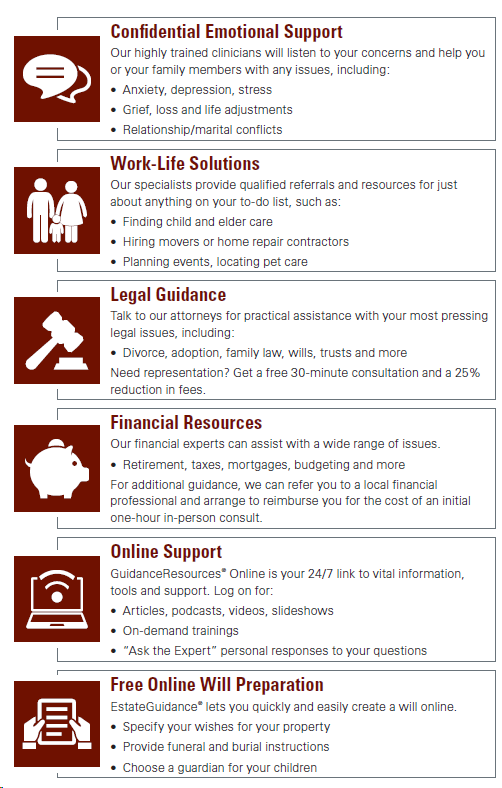 Confidential Emotional Support
Our highly trained clinicians will listen to your concerns and help you
or your family members with any issues, including:
• Anxiety, depression, stress
• Grief, loss and life adjustments
• Relationship/marital conflicts
Work-Life Solutions
Our specialists provide qualified referrals and resources for just
about anything on your to-do list, such as:
• Finding child and elder care
• Hiring movers or home repair contractors
• Planning events, locating pet care
Legal Guidance
Talk to our attorneys for practical assistance with your most pressing
legal issues, including:
• Divorce, adoption, family law, wills, trusts and more
Need representation? Get a free 30-minute consultation and a 25%
reduction in fees.
Financial Resources
Our financial experts can assist with a wide range of issues.
• Retirement, taxes, mortgages, budgeting and more
For additional guidance, we can refer you to a local financial
professional and arrange to reimburse you for the cost of an initial
one-hour in-person consult.
Online Support
GuidanceResources® Online is your 24/7 link to vital information,
tools and support. Log on for:
• Articles, podcasts, videos, slideshows
• On-demand trainings
• “Ask the Expert” personal responses to your questions
Free Online Will Preparation
EstateGuidance® lets you quickly and easily create a will online.
• Specify your wishes for your property
• Provide funeral and burial instructions
• Choose a guardian for your children